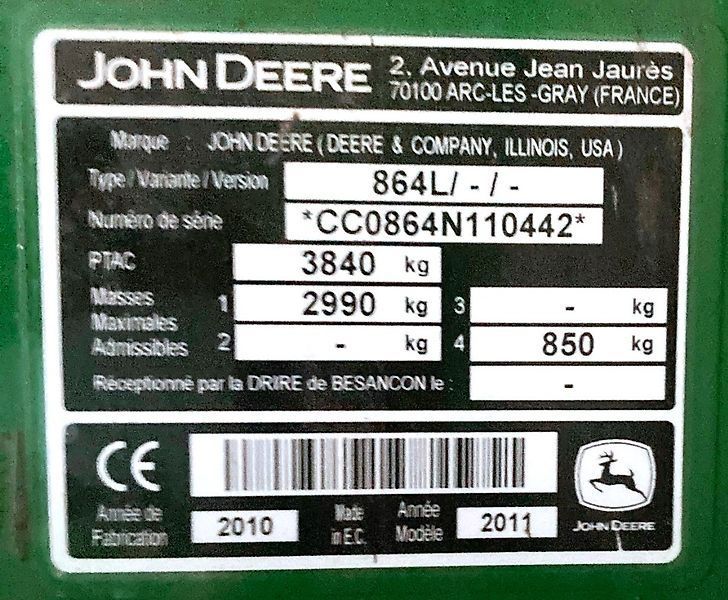 JOHN DEERE 2, Avenue Jean Jaurès
70100 ARC-LES -GRAY (FRANCE)
Marque : JOHN DEERE ( DEERE & COMPANY, ILLINOIS, USA )
Type / Variante / Version 864L/ - / -
Numéro de série *CC0864N110442*
PTAC 3840 kg
Masses 1 2990 kg 3 - kg
Maximales
Admissibles 2 - kg 4 850 kg
Réceptionné par la DRIRE de BESANCON le : -
CE
Année de Fabrication 2010 Made in E.C. Année Modèle 2011
JOHN DEERE